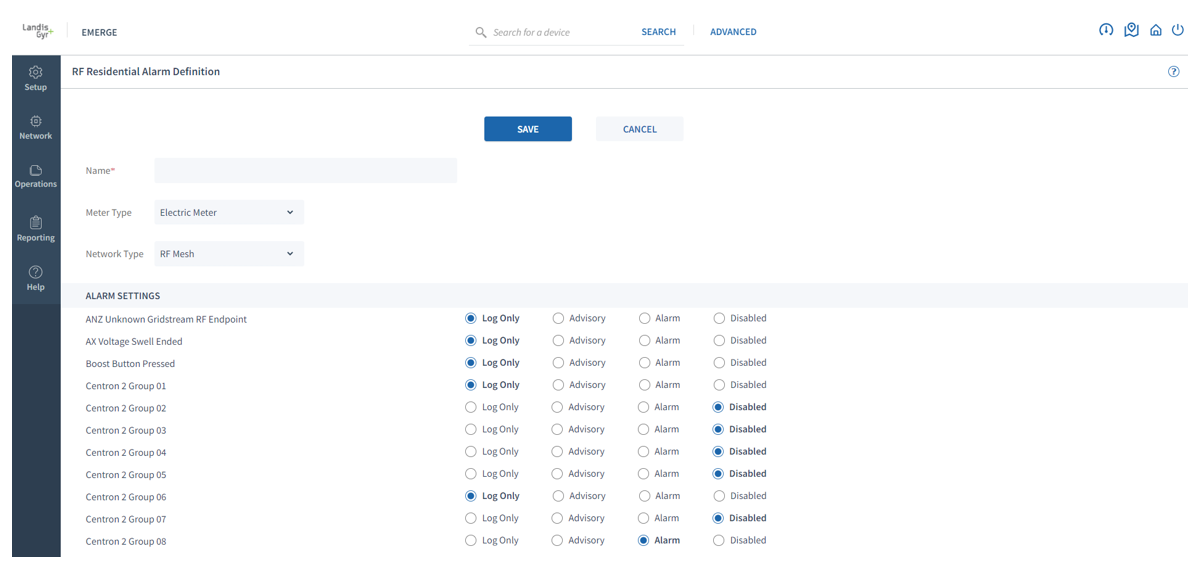 Landis Gyr+ EMERGE Search for a device SEARCH ADVANCED
Setup
RF Residential Alarm Definition ?
Network
Operations
Reporting
? Help
SAVE CANCEL
Name*
Meter Type Electric Meter
Network Type RF Mesh
ALARM SETTINGS
ANZ Unknown Gridstream RF Endpoint Log Only Advisory Alarm Disabled
AX Voltage Swell Ended Log Only Advisory Alarm Disabled
Boost Button Pressed Log Only Advisory Alarm Disabled
Centron 2 Group 01 Log Only Advisory Alarm Disabled
Centron 2 Group 02 Log Only Advisory Alarm Disabled
Centron 2 Group 03 Log Only Advisory Alarm Disabled
Centron 2 Group 04 Log Only Advisory Alarm Disabled
Centron 2 Group 05 Log Only Advisory Alarm Disabled
Centron 2 Group 06 Log Only Advisory Alarm Disabled
Centron 2 Group 07 Log Only Advisory Alarm Disabled
Centron 2 Group 08 Log Only Advisory Alarm Disabled